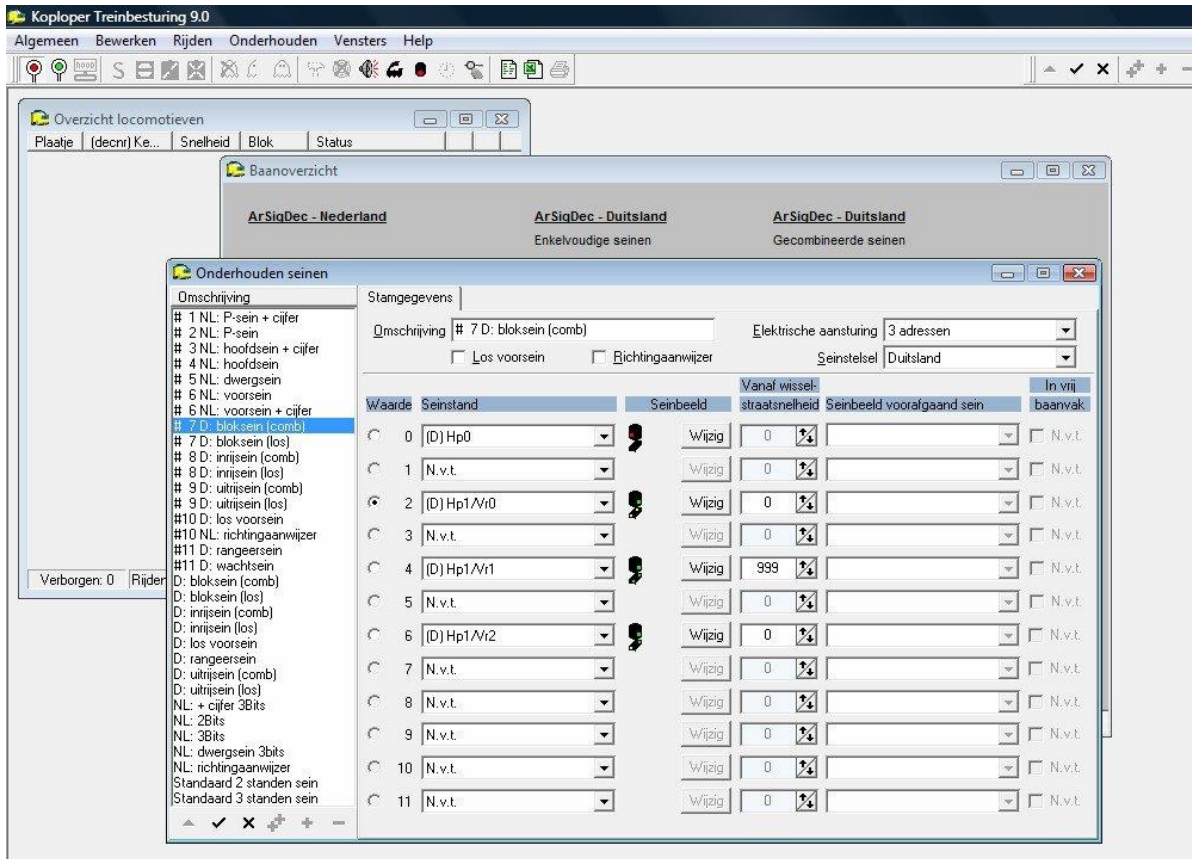 Koploper Treinbesturing 9.0
Algemeen Bewerken Rijden Onderhouden Vensters Help
Overzicht locomotieven
Plaatje (decnr) Ke... Snelheid Blok Status
Baanoverzicht
ArSigDec - Nederland ArSigDec - Duitsland ArSigDec - Duitsland
Enkelvoudige seinen Gecombineerde seinen
Onderhouden seinen
Omschrijving
# 1 NL: P-sein + cijfer
# 2 NL: P-sein
# 3 NL: hoofdsein + cijfer
# 4 NL: hoofdsein
# 5 NL: dwergsein
# 6 NL: voorsein
# 6 NL: voorsein + cijfer
# 7 D: bloksein (comb)
# 7 D: bloksein (los)
# 8 D: inrijsein (comb)
# 8 D: inrijsein (los)
# 9 D: uitrijsein (comb)
# 9 D: uitrijsein (los)
#10 D: los voorsein
#10 NL: richtingaanwijzer
#11 D: rangeersein
#11 D: wachtsein
D: bloksein (comb)
D: bloksein (los)
D: inrijsein (comb)
D: inrijsein (los)
D: los voorsein
D: rangeersein
D: uitrijsein (comb)
D: uitrijsein (los)
NL: + cijfer 3Bits
NL: 2Bits
NL: 3Bits
NL: dwergsein 3bits
NL: richtingaanwijzer
Standaard 2 standen sein
Standaard 3 standen sein
Stamgegevens
Omschrijving # 7 D: bloksein (comb) Elektrische aansturing 3 adressen
Los voorsein Richtingaanwijzer Seinstelsel Duitsland
Vanaf wissel- In vrij
Waarde Seinstand Seinbeeld straatsnelheid Seinbeeld voorafgaand sein baanvak
0 (D) Hp0 Wijzig 0 N.v.t.
1 N.v.t. Wijzig 0 N.v.t.
2 (D) Hp1/Vr0 Wijzig 0 N.v.t.
3 N.v.t. Wijzig 0 N.v.t.
4 (D) Hp1/Vr1 Wijzig 999 N.v.t.
5 N.v.t. Wijzig 0 N.v.t.
6 (D) Hp1/Vr2 Wijzig 0 N.v.t.
7 N.v.t. Wijzig 0 N.v.t.
8 N.v.t. Wijzig 0 N.v.t.
9 N.v.t. Wijzig 0 N.v.t.
10 N.v.t. Wijzig 0 N.v.t.
11 N.v.t. Wijzig 0 N.v.t.
Verborgen: 0 Rijder